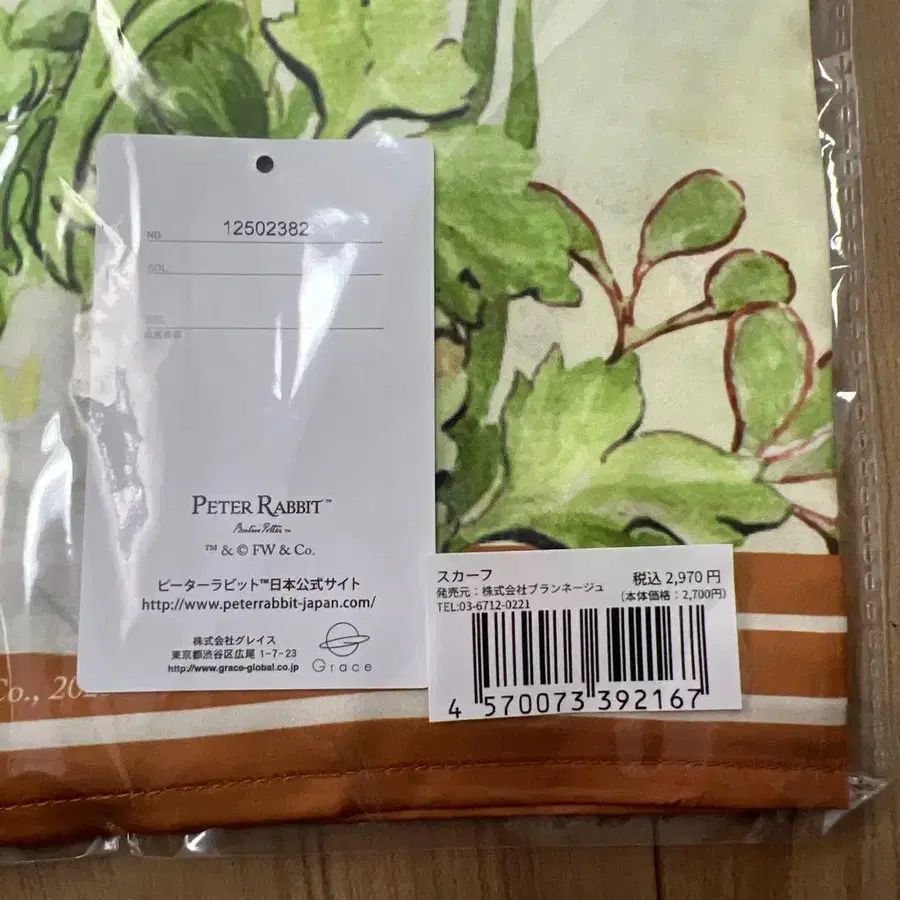 NO.
12502382
COL.
PETER RABBIT™
Beatrix Potter ™
™ & © FW & Co.
ピーターラビット™日本公式サイト
http://www.peterrabbit-japan.com/
株式会社グレイス
東京都渋谷区広尾 1-7-23
http://www.grace-global.co.jp
Grace
Co., 20
スカーフ
税込 2,970 円
発売元：株式会社ブランネージュ
(本体価格：2,700円)
TEL:03-6712-0221
4 570073 392167